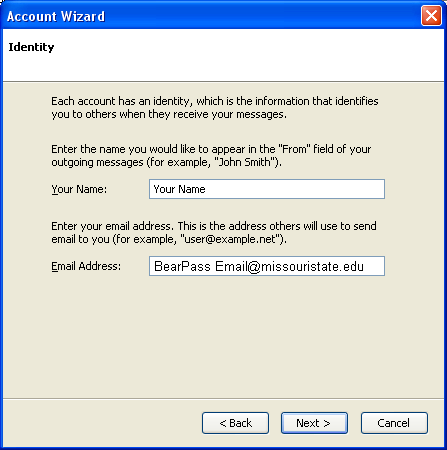 Account Wizard
Identity
Each account has an identity, which is the information that identifies
you to others when they receive your messages.
Enter the name you would like to appear in the "From" field of your
outgoing messages (for example, "John Smith").
Your Name: Your Name
Enter your email address. This is the address others will use to send
email to you (for example, "user@example.net").
Email Address: BearPass Email@missouristate.edu
< Back Next > Cancel